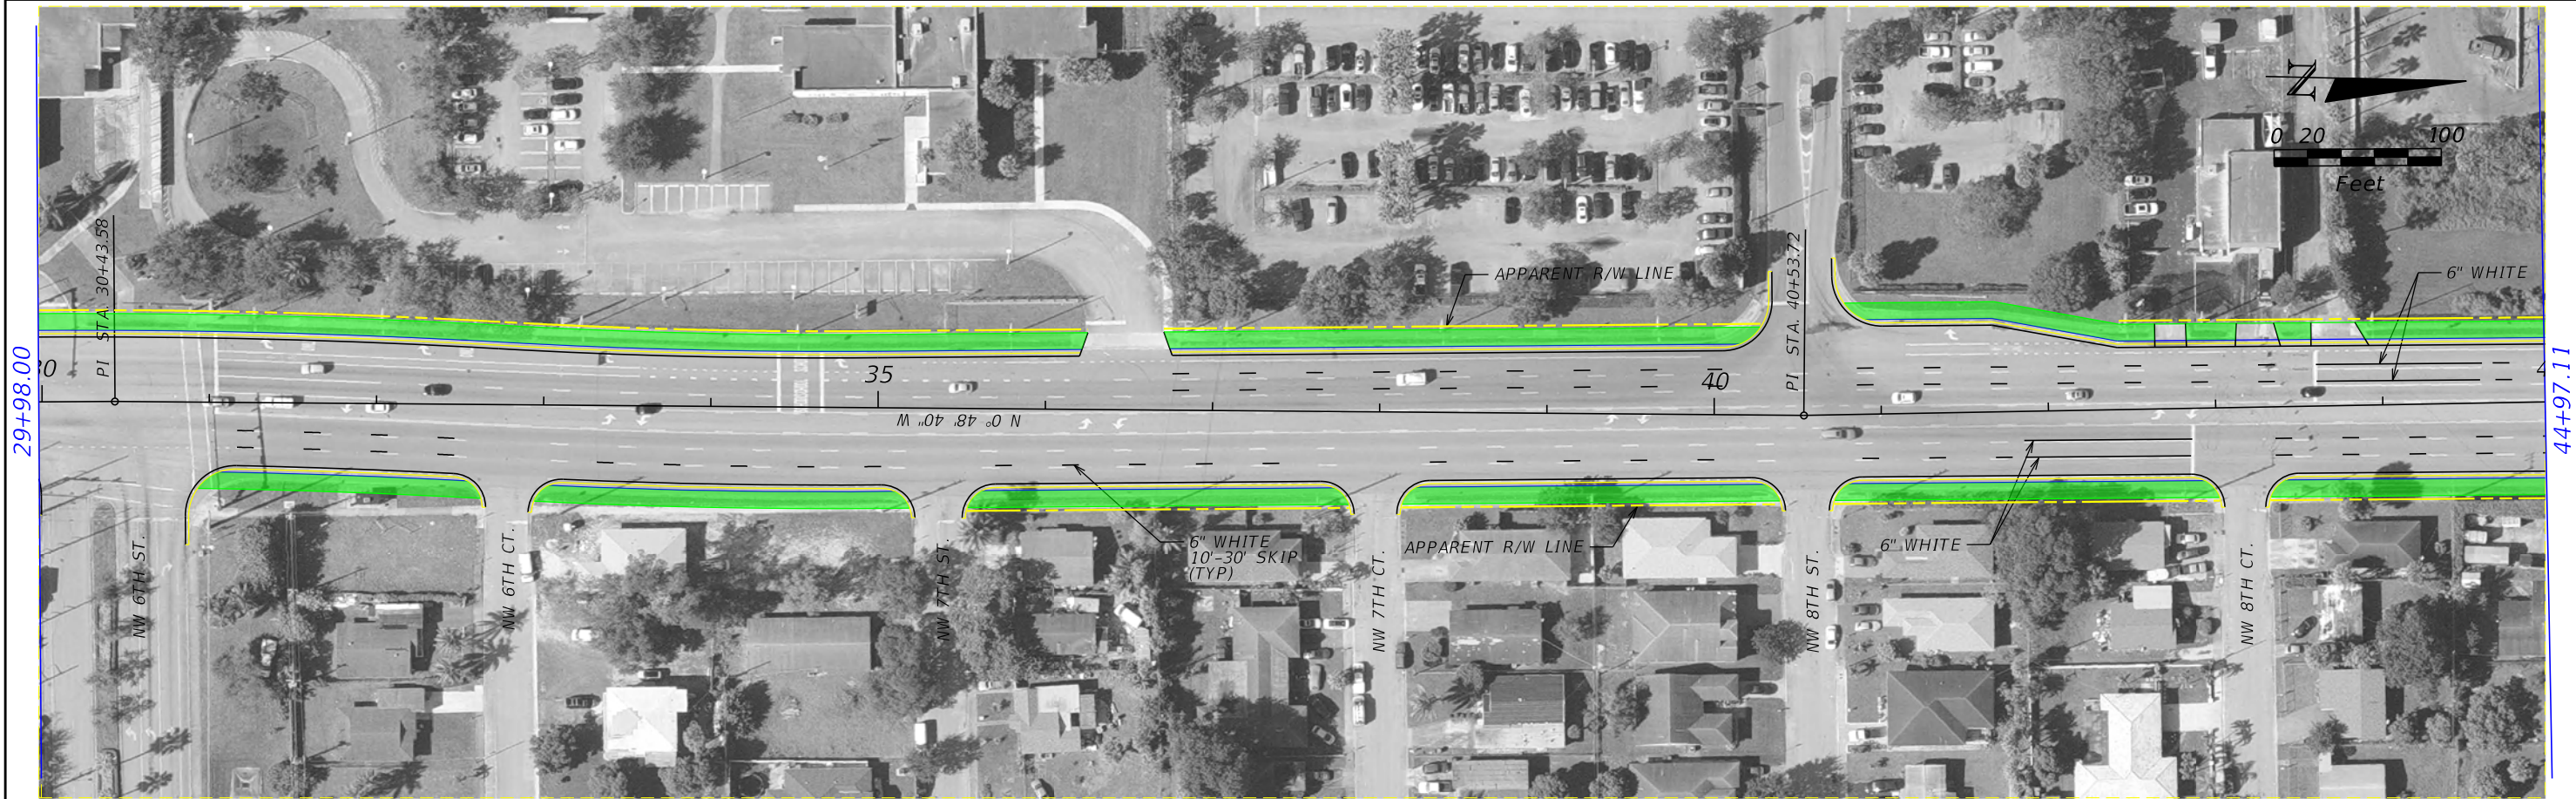 N
0 20 100
Feet
PI STA. 30+43.58
PI STA. 40+53.72
APPARENT R/W LINE
6" WHITE
29+98.00
30
35
40
44+97.11
N 0° 48' 40" W
6" WHITE
10'-30' SKIP
(TYP)
APPARENT R/W LINE
6" WHITE
NW 6TH ST.
NW 6TH CT.
NW 7TH ST.
NW 7TH CT.
NW 8TH ST.
NW 8TH CT.